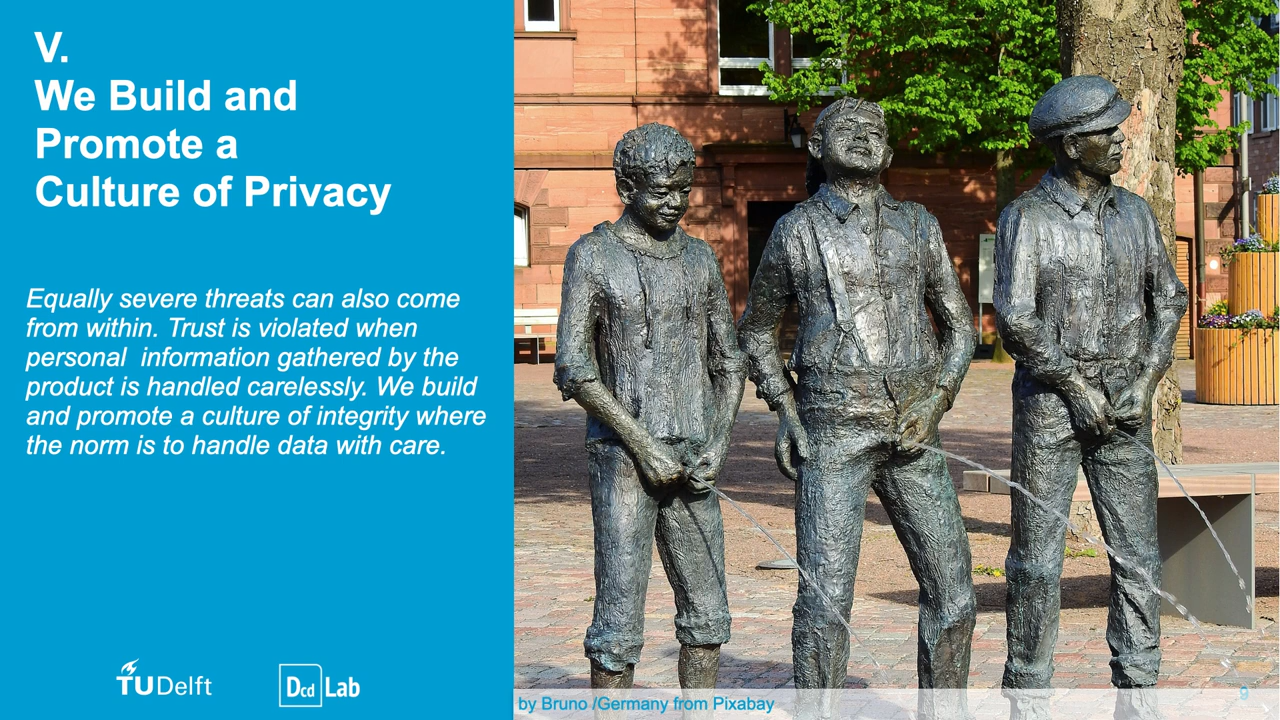 V.
We Build and
Promote a
Culture of Privacy
Equally severe threats can also come
from within. Trust is violated when
personal  information gathered by the
product is handled carelessly. We build
and promote a culture of integrity where
the norm is to handle data with care.
TUDelft
Dcd Lab
by Bruno /Germany from Pixabay
9